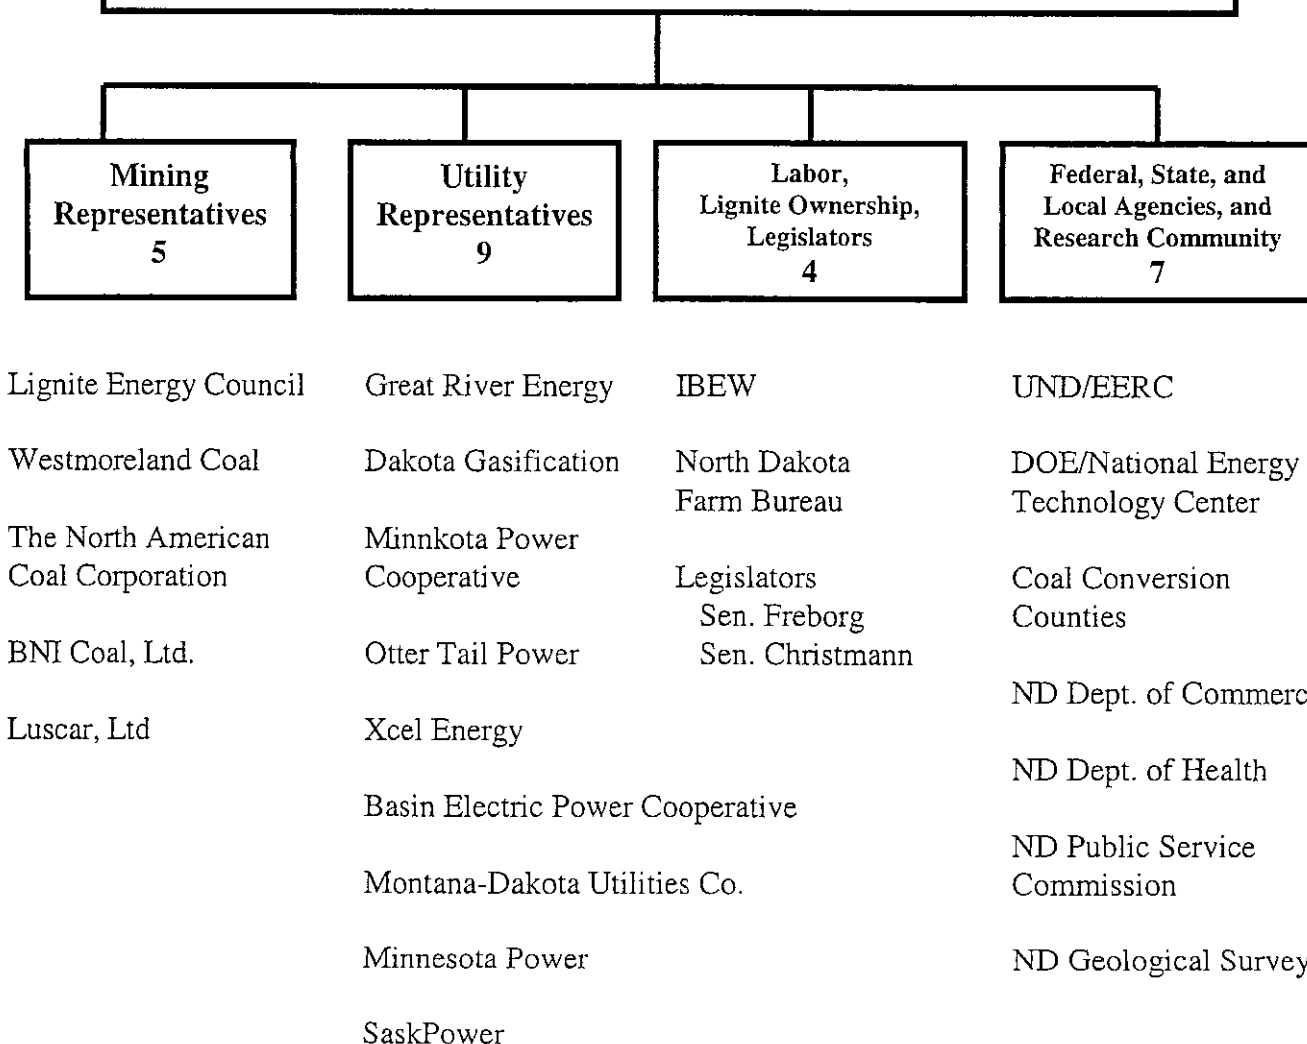 Mining
Representatives
5
Utility
Representatives
9
Labor,
Lignite Ownership,
Legislators
4
Federal, State, and
Local Agencies, and
Research Community
7
Lignite Energy Council
Westmoreland Coal
The North American
Coal Corporation
BNI Coal, Ltd.
Luscar, Ltd
Great River Energy
Dakota Gasification
Minnkota Power
Cooperative
Otter Tail Power
Xcel Energy
Basin Electric Power Cooperative
Montana-Dakota Utilities Co.
Minnesota Power
SaskPower
IBEW
North Dakota
Farm Bureau
Legislators
Sen. Freborg
Sen. Christmann
UND/EERC
DOE/National Energy
Technology Center
Coal Conversion
Counties
ND Dept. of Commerc
ND Dept. of Health
ND Public Service
Commission
ND Geological Survey